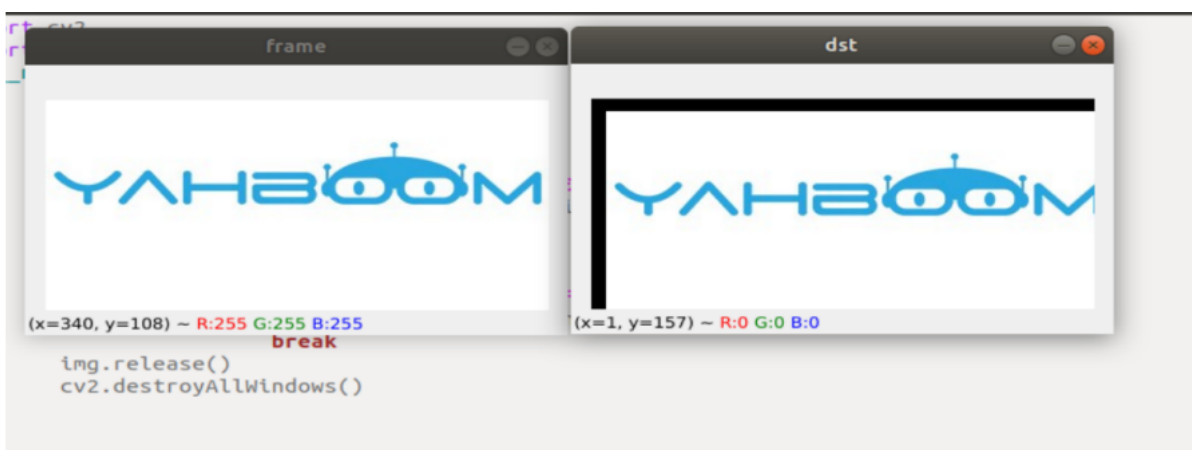 frame
dst
YAHBOOM
YAHBOOM
(x=340, y=108) ~ R:255 G:255 B:255
(x=1, y=157) ~ R:0 G:0 B:0
break
img.release()
cv2.destroyAllWindows()